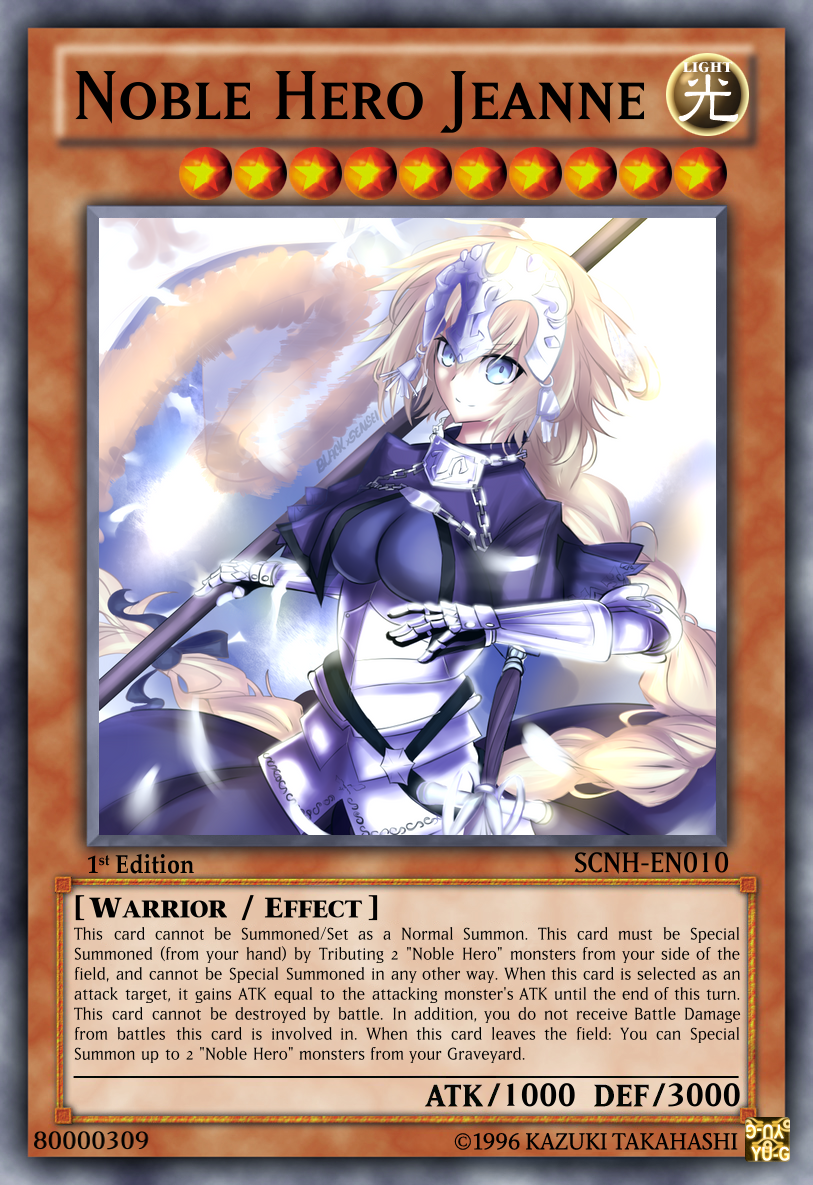 Noble Hero Jeanne
LIGHT
光
BLACK.SENSEI
1st Edition
SCNH-EN010
[ Warrior / Effect ]
This card cannot be Summoned/Set as a Normal Summon. This card must be Special
Summoned (from your hand) by Tributing 2 "Noble Hero" monsters from your side of the
field, and cannot be Special Summoned in any other way. When this card is selected as an
attack target, it gains ATK equal to the attacking monster's ATK until the end of this turn.
This card cannot be destroyed by battle. In addition, you do not receive Battle Damage
from battles this card is involved in. When this card leaves the field: You can Special
Summon up to 2 "Noble Hero" monsters from your Graveyard.
ATK/1000 DEF/3000
80000309
©1996 KAZUKI TAKAHASHI